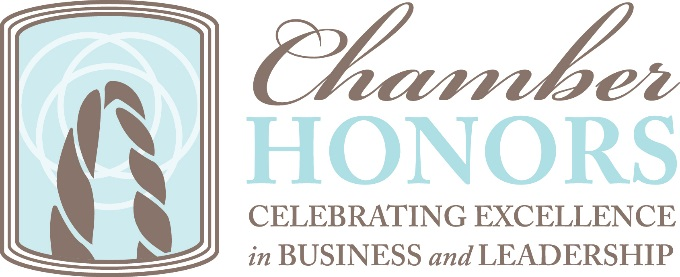 Chamber
HONORS
CELEBRATING EXCELLENCE
in BUSINESS and LEADERSHIP